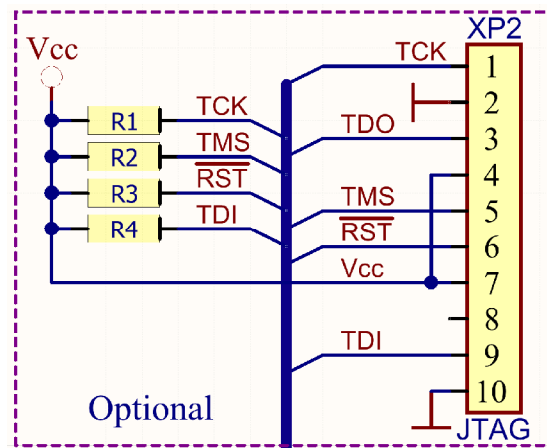 XP2
Vcc
TCK
1
2
R1
TCK
TDO
3
R2
TMS
4
R3
RST
TMS
5
R4
TDI
RST
6
Vcc
7
8
TDI
9
Optional
10
JTAG